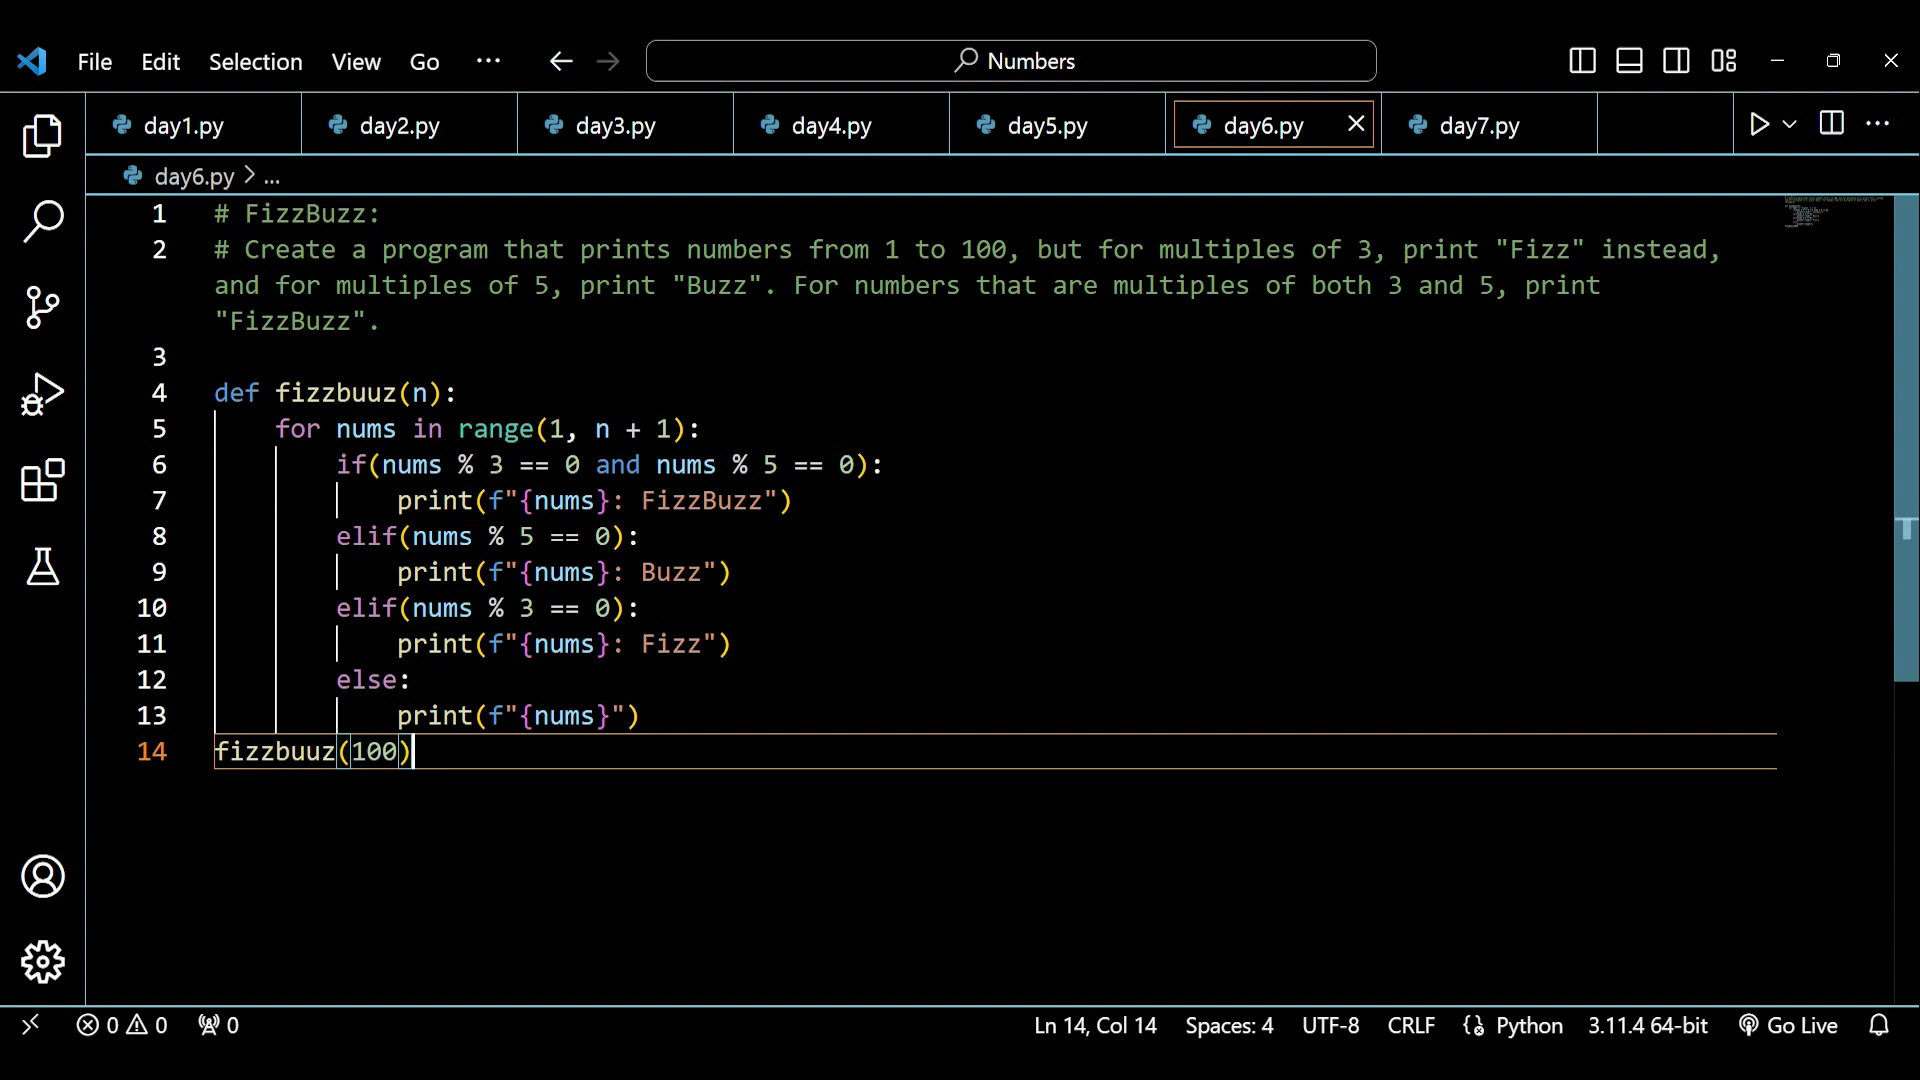 File Edit Selection View Go ··· Numbers
day1.py day2.py day3.py day4.py day5.py day6.py day7.py
day6.py > ...
1 # FizzBuzz:
2 # Create a program that prints numbers from 1 to 100, but for multiples of 3, print "Fizz" instead,
and for multiples of 5, print "Buzz". For numbers that are multiples of both 3 and 5, print
"FizzBuzz".
3
4 def fizzbuuz(n):
5     for nums in range(1, n + 1):
6         if(nums % 3 == 0 and nums % 5 == 0):
7             print(f"{nums}: FizzBuzz")
8         elif(nums % 5 == 0):
9             print(f"{nums}: Buzz")
10         elif(nums % 3 == 0):
11             print(f"{nums}: Fizz")
12         else:
13             print(f"{nums}")
14 fizzbuuz(100)
0 0 0 Ln 14, Col 14 Spaces: 4 UTF-8 CRLF Python 3.11.4 64-bit Go Live